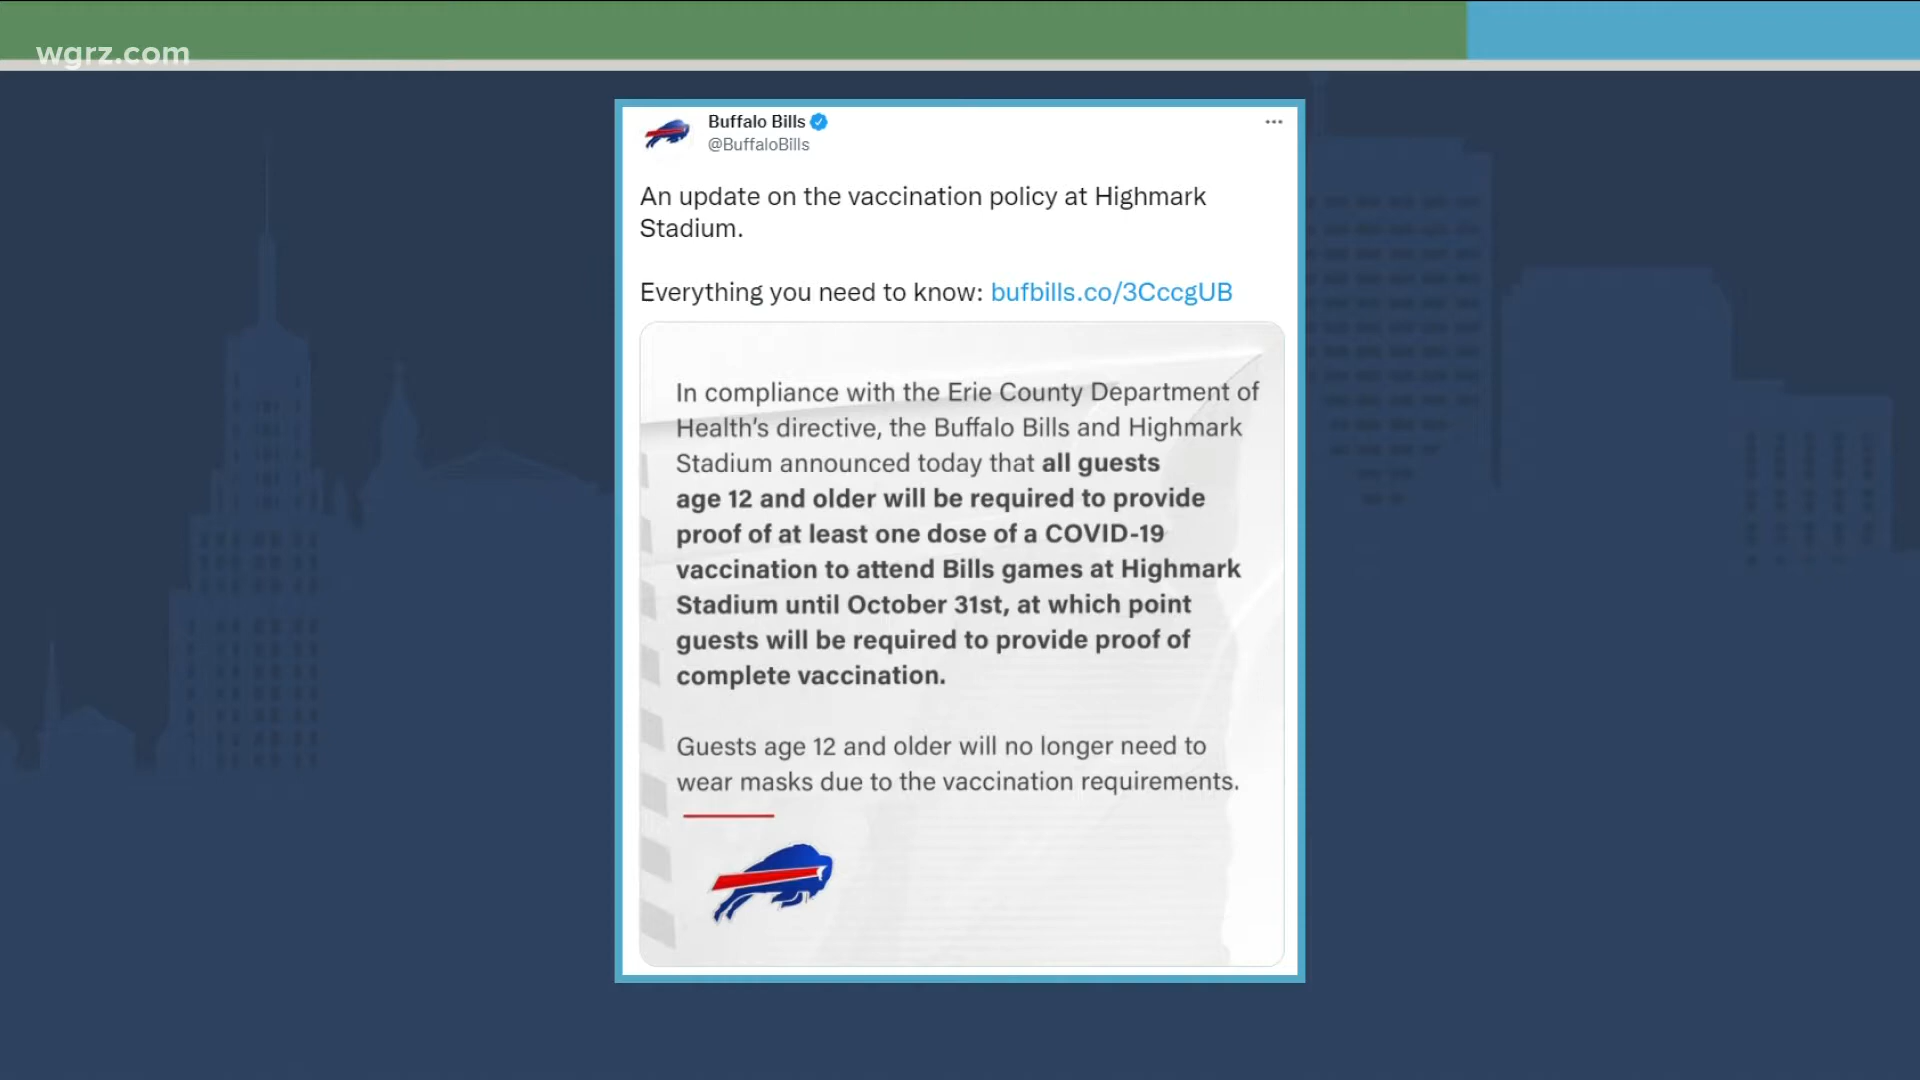 wgrz.com
Buffalo Bills
@BuffaloBills
An update on the vaccination policy at Highmark
Stadium.
Everything you need to know: bufbills.co/3CccgUB
In compliance with the Erie County Department of
Health's directive, the Buffalo Bills and Highmark
Stadium announced today that all guests
age 12 and older will be required to provide
proof of at least one dose of a COVID-19
vaccination to attend Bills games at Highmark
Stadium until October 31st, at which point
guests will be required to provide proof of
complete vaccination.
Guests age 12 and older will no longer need to
wear masks due to the vaccination requirements.